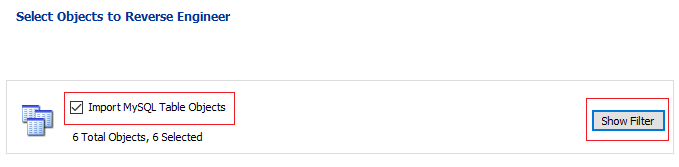 Select Objects to Reverse Engineer
Import MySQL Table Objects
Show Filter
6 Total Objects, 6 Selected